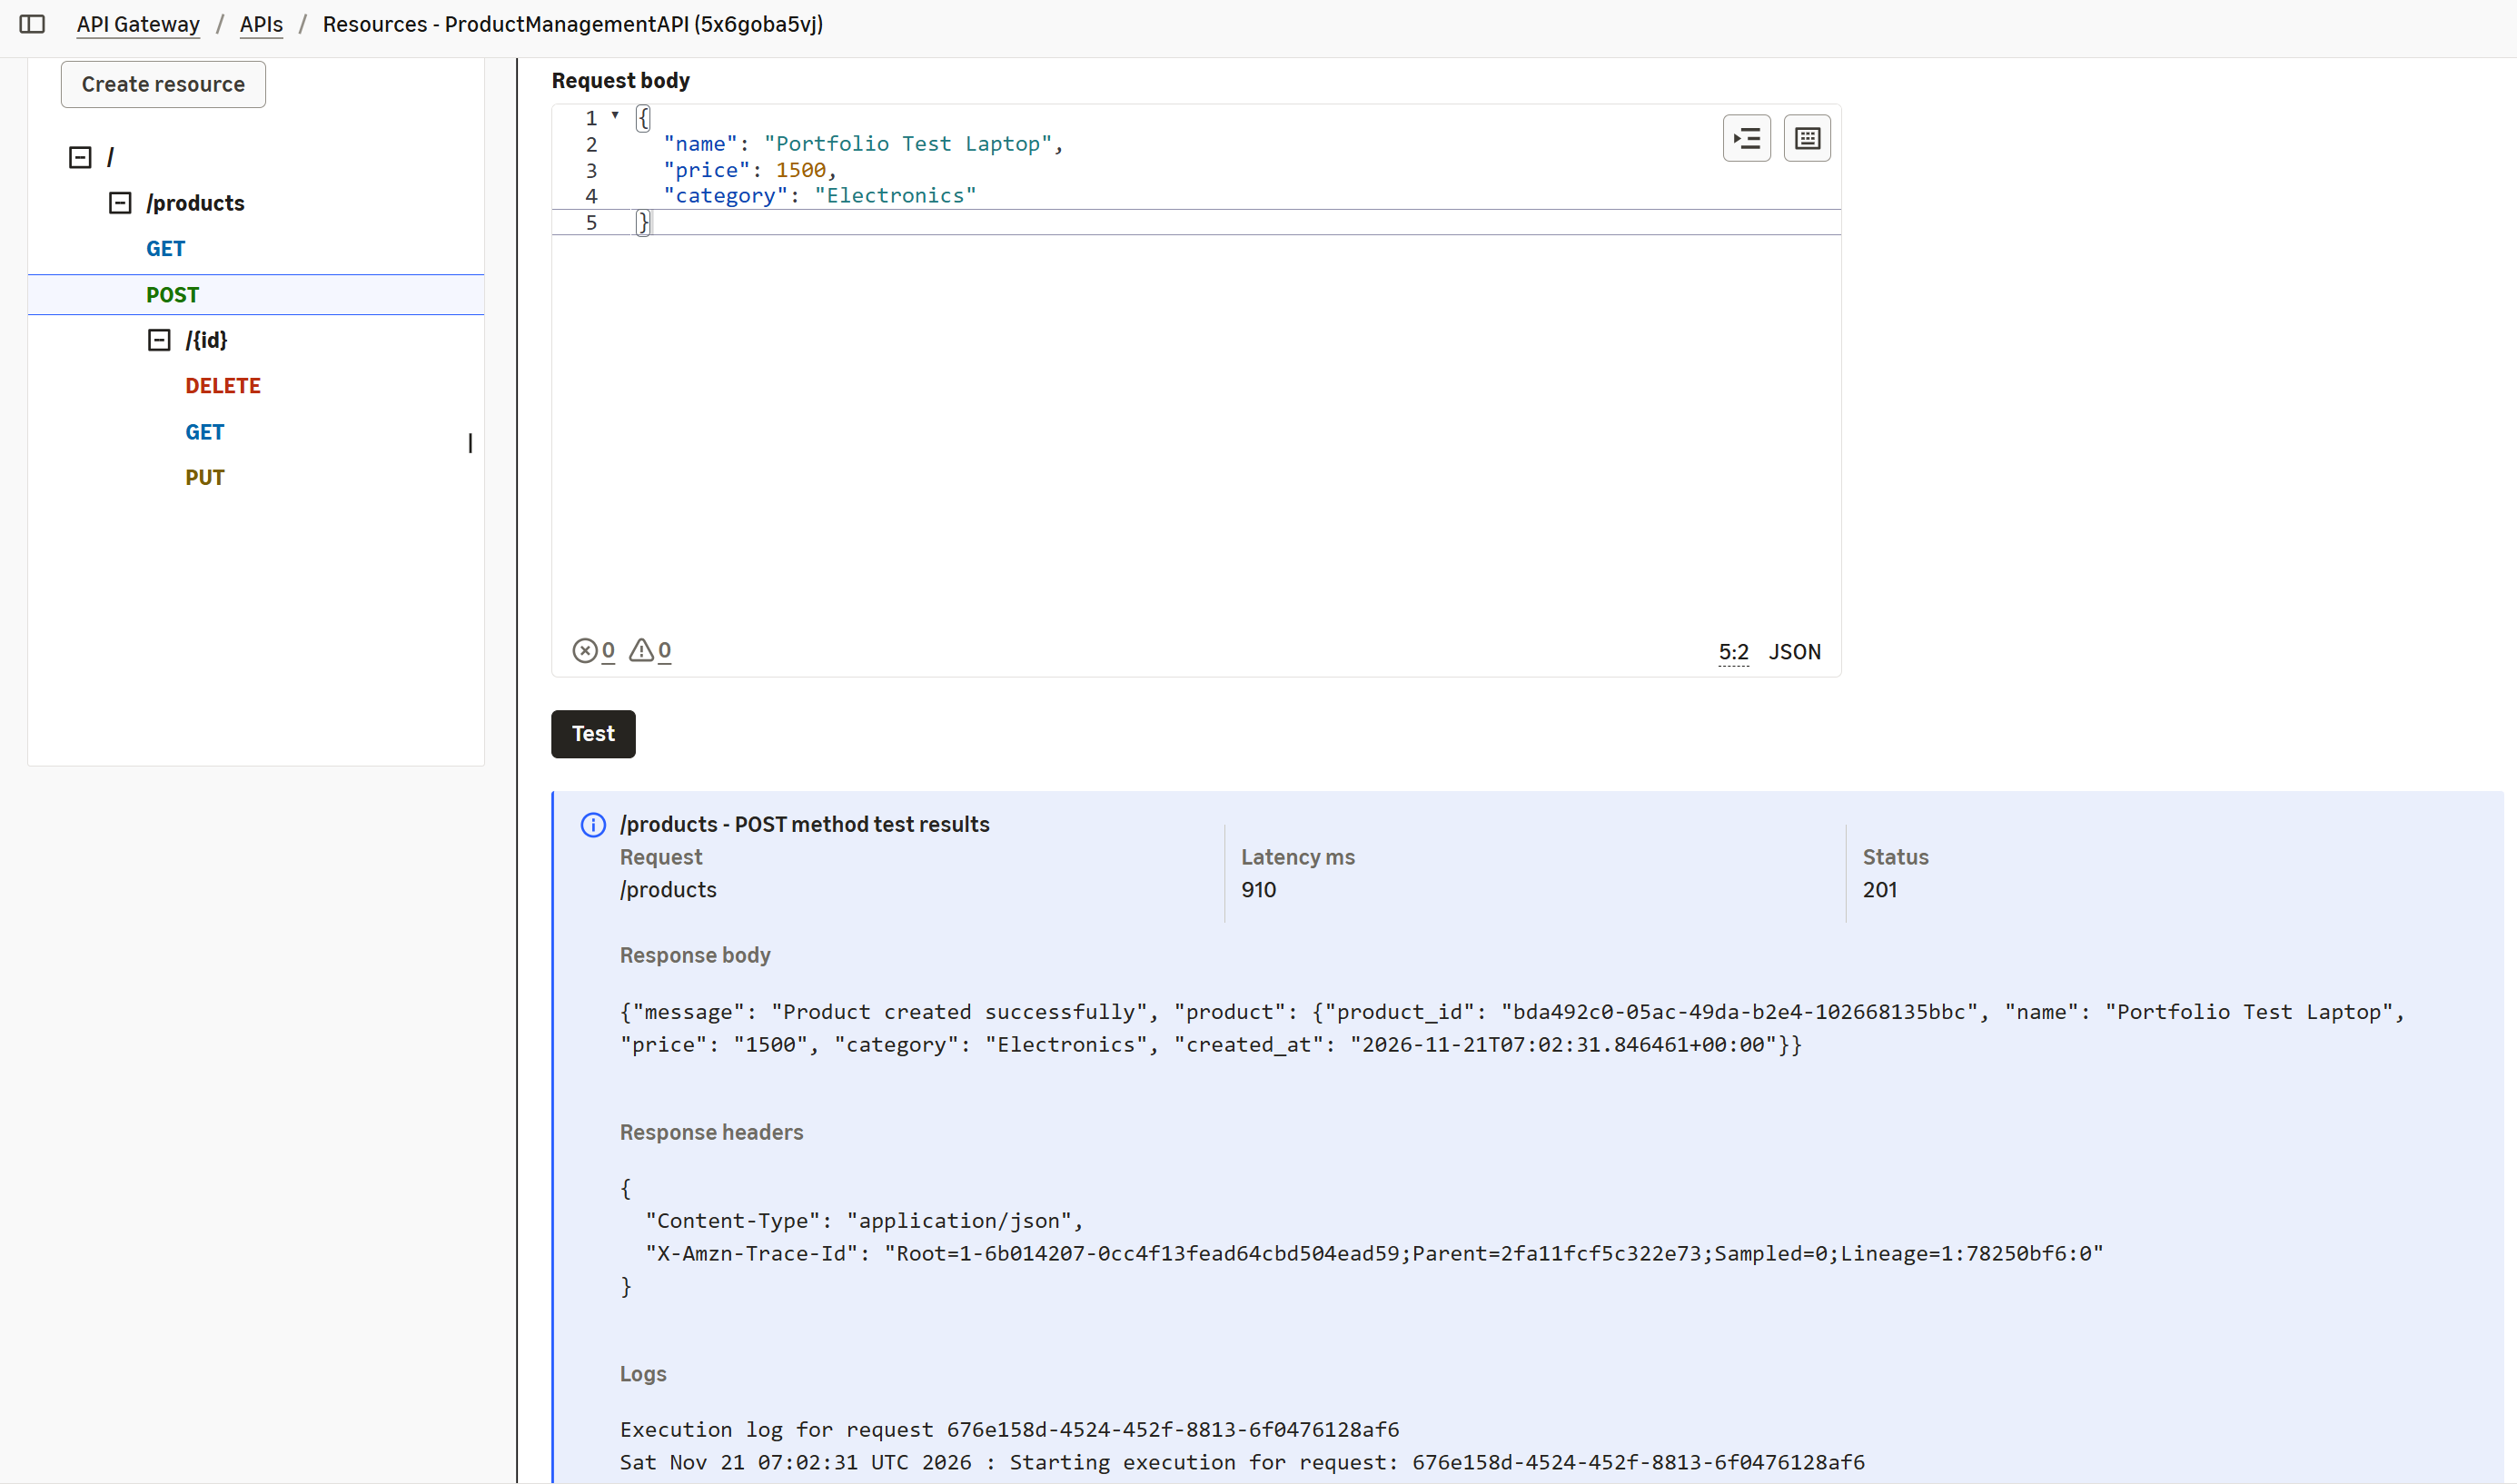 API Gateway / APIs / Resources - ProductManagementAPI (5x6goba5vj)
Create resource
/
/products
GET
POST
/{id}
DELETE
GET
PUT
Request body
1 {
2 "name": "Portfolio Test Laptop",
3 "price": 1500,
4 "category": "Electronics"
5 }
0 0 5:2 JSON
Test
/products - POST method test results
Request Latency ms Status
/products 910 201
Response body
{"message": "Product created successfully", "product": {"product_id": "bda492c0-05ac-49da-b2e4-102668135bbc", "name": "Portfolio Test Laptop",
"price": "1500", "category": "Electronics", "created_at": "2026-11-21T07:02:31.846461+00:00"}}
Response headers
{
"Content-Type": "application/json",
"X-Amzn-Trace-Id": "Root=1-6b014207-0cc4f13fead64cbd504ead59;Parent=2fa11fcf5c322e73;Sampled=0;Lineage=1:78250bf6:0"
}
Logs
Execution log for request 676e158d-4524-452f-8813-6f0476128af6
Sat Nov 21 07:02:31 UTC 2026 : Starting execution for request: 676e158d-4524-452f-8813-6f0476128af6